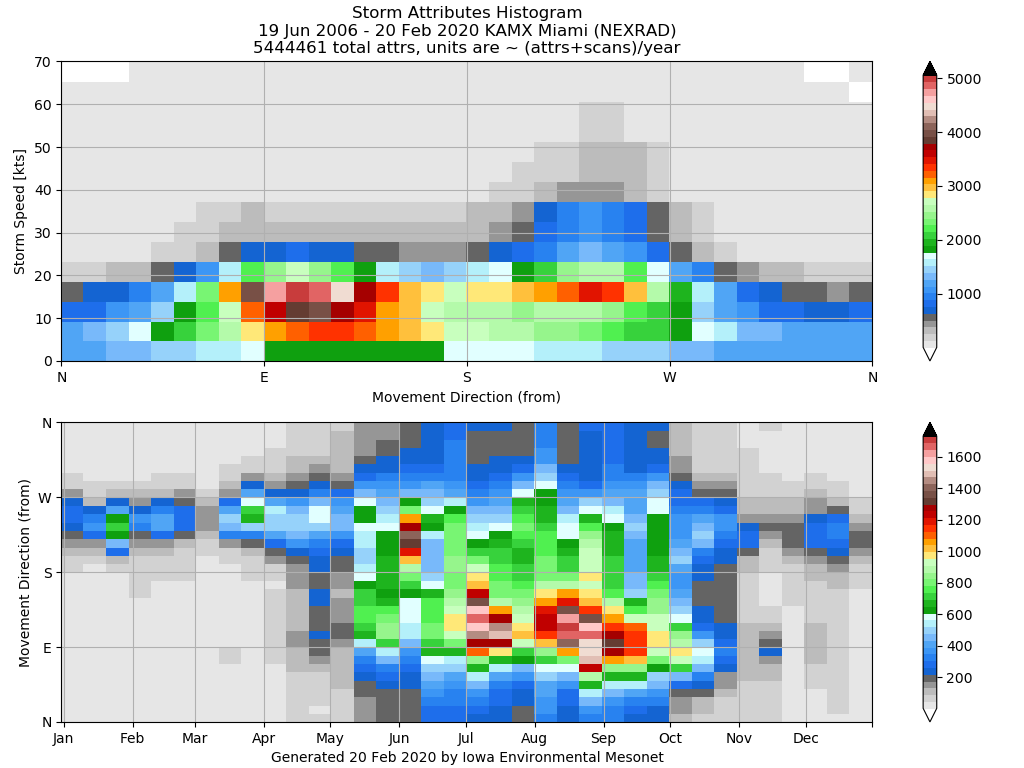 Storm Attributes Histogram
19 Jun 2006 - 20 Feb 2020 KAMX Miami (NEXRAD)
5444461 total attrs, units are ~ (attrs+scans)/year
Storm Speed [kts]
70
60
50
40
30
20
10
0
N E S W N
Movement Direction (from)
5000
4000
3000
2000
1000
Movement Direction (from)
N
W
S
E
N
Jan Feb Mar Apr May Jun Jul Aug Sep Oct Nov Dec
1600
1400
1200
1000
800
600
400
200
Generated 20 Feb 2020 by Iowa Environmental Mesonet